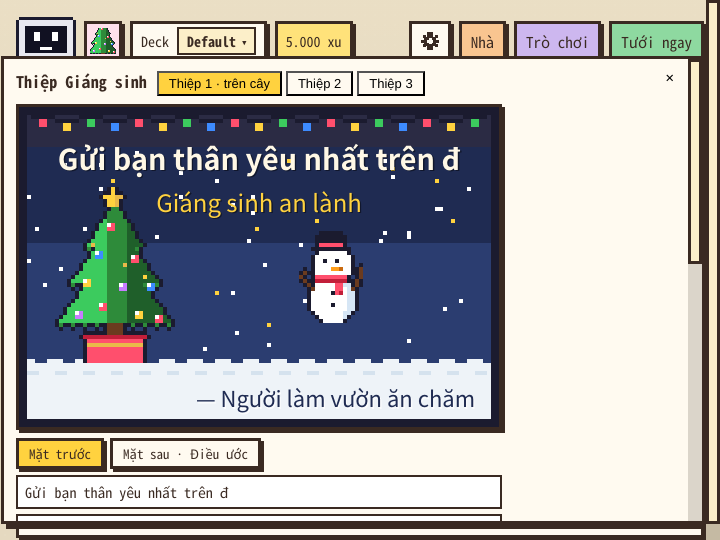 Deck Default ▾ 5.000 xu Nhà Trò chơi Tưới ngay
Thiệp Giáng sinh Thiệp 1 · trên cây Thiệp 2 Thiệp 3 ×
Gửi bạn thân yêu nhất trên đ
Giáng sinh an lành
— Người làm vườn ăn chăm
Mặt trước Mặt sau · Điều ước
Gửi bạn thân yêu nhất trên đ